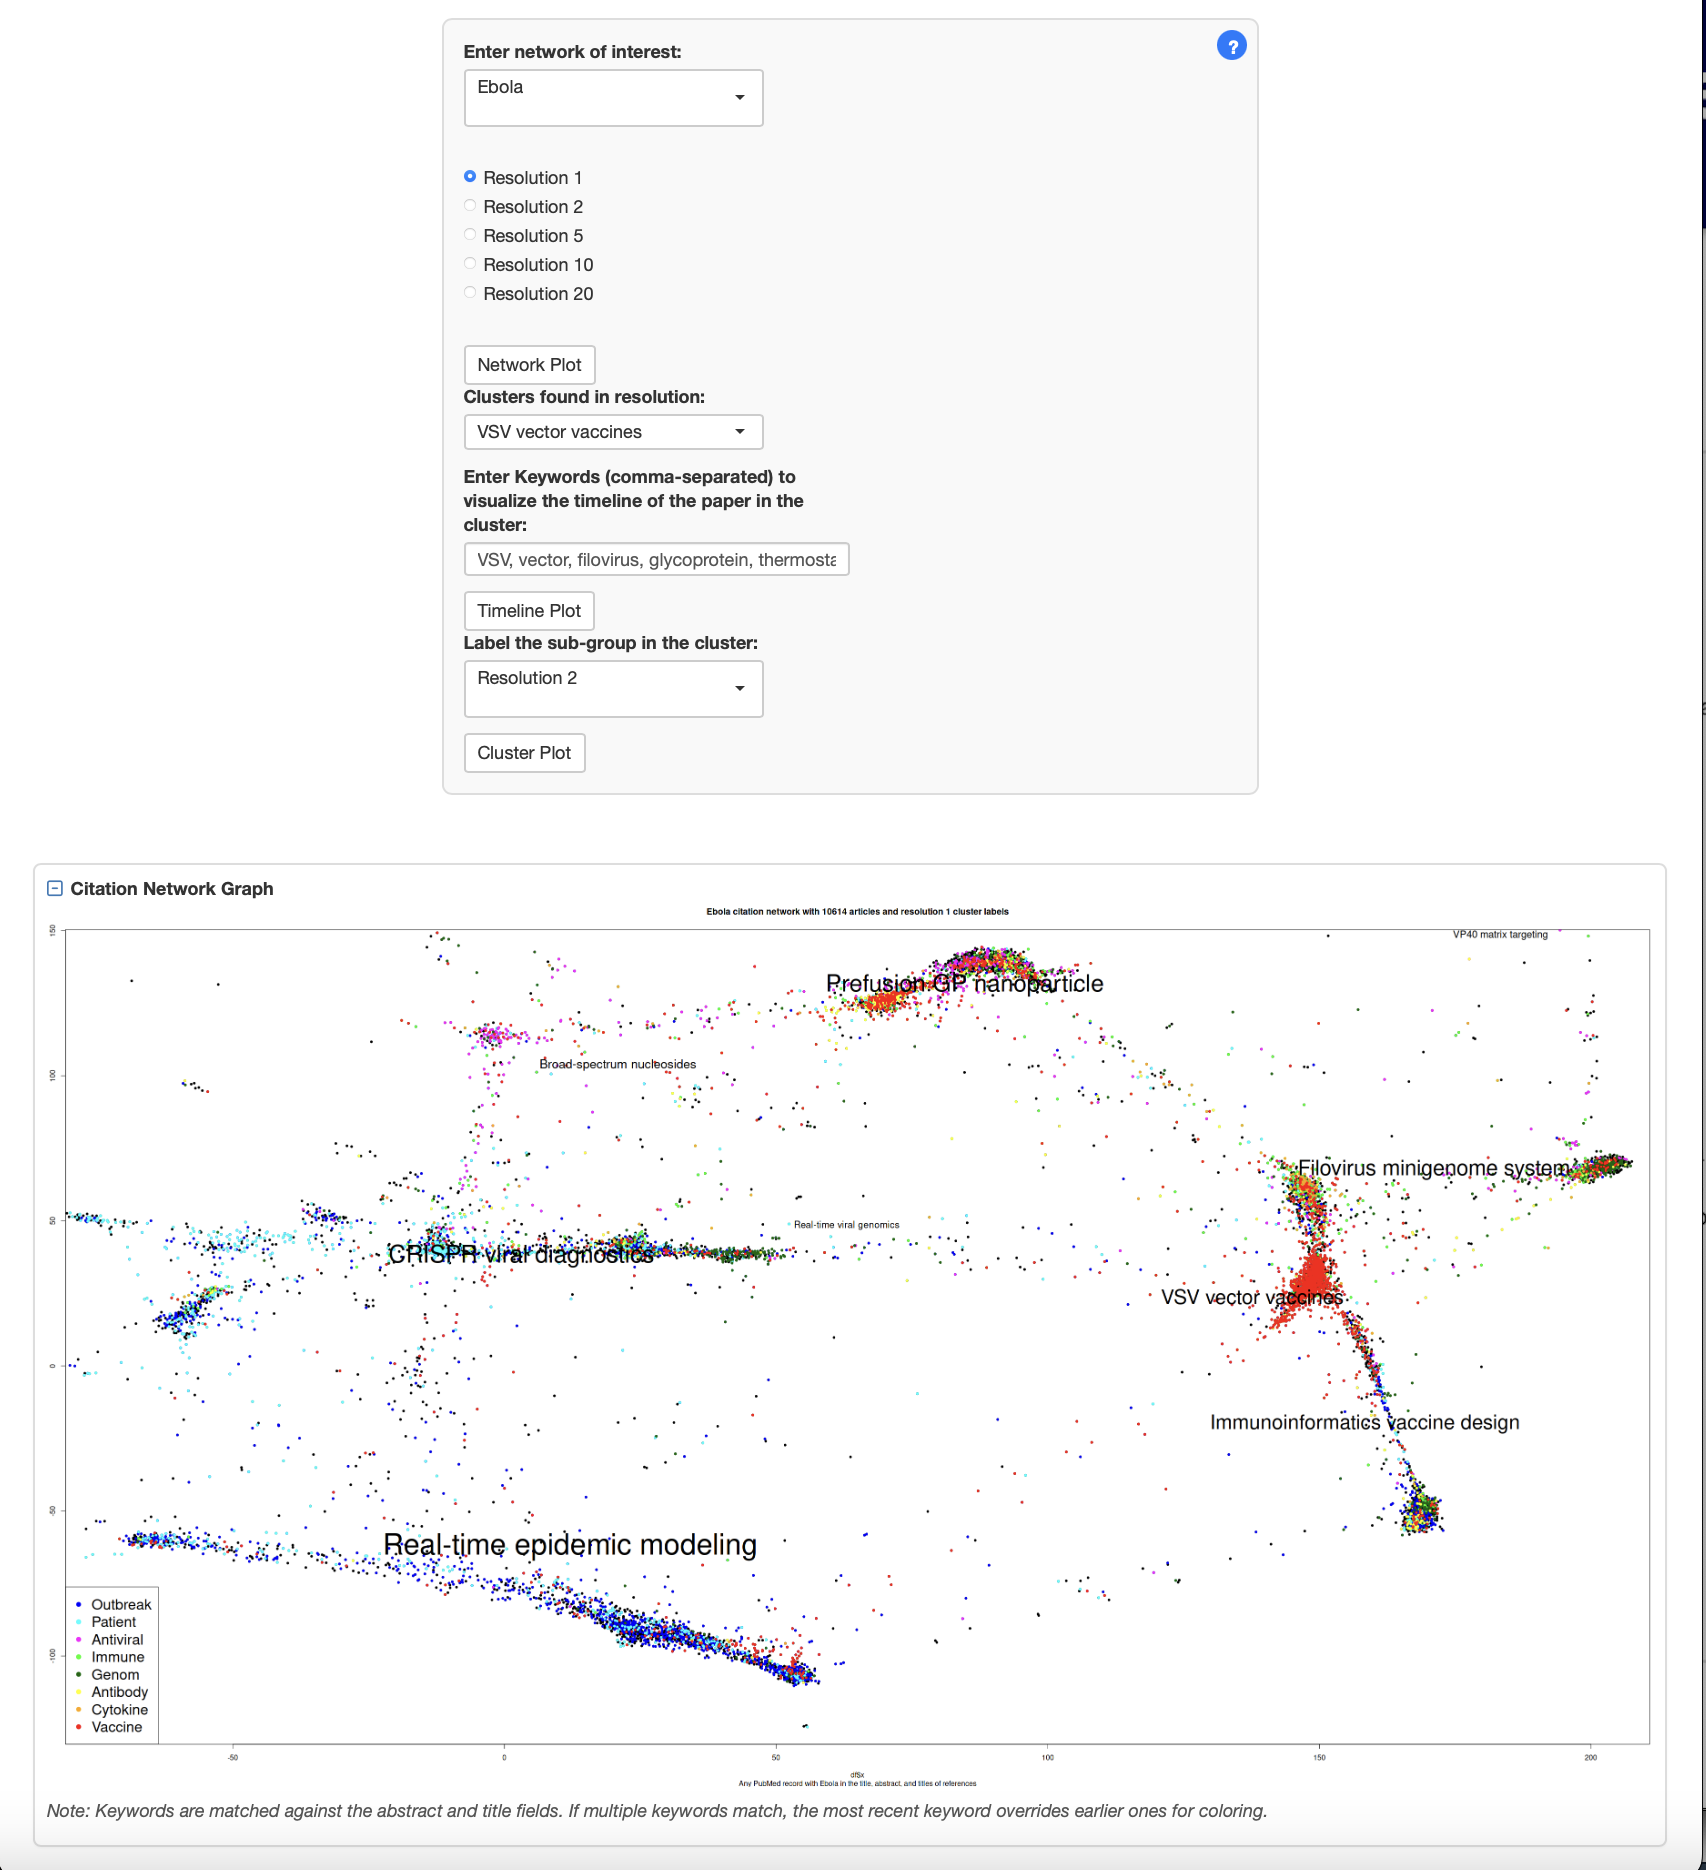 Enter network of interest:
?
Ebola
Resolution 1
Resolution 2
Resolution 5
Resolution 10
Resolution 20
Network Plot
Clusters found in resolution:
VSV vector vaccines
Enter Keywords (comma-separated) to
visualize the timeline of the paper in the
cluster:
VSV, vector, filovirus, glycoprotein, thermosta
Timeline Plot
Label the sub-group in the cluster:
Resolution 2
Cluster Plot
Citation Network Graph
Ebola citation network with 10614 articles and resolution 1 cluster labels
150
VP40 matrix targeting
Prefusion GP nanoparticle
Broad-spectrum nucleosides
100
Filovirus minigenome system
50
Real-time viral genomics
CRISPR viral diagnostics
VSV vector vaccines
0
Immunoinformatics vaccine design
-50
Real-time epidemic modeling
-100
Outbreak
Patient
Antiviral
Immune
Genom
Antibody
Cytokine
Vaccine
-50 0 50 100 150 200
df$x
Any PubMed record with Ebola in the title, abstract, and titles of references
Note: Keywords are matched against the abstract and title fields. If multiple keywords match, the most recent keyword overrides earlier ones for coloring.